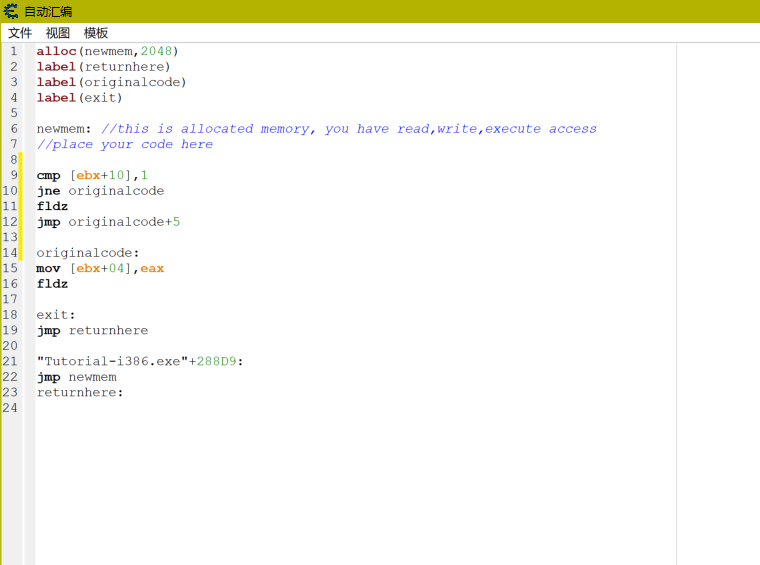 自动汇编
文件 视图 模板
1 alloc(newmem,2048)
2 label(returnhere)
3 label(originalcode)
4 label(exit)
5
6 newmem: //this is allocated memory, you have read,write,execute access
7 //place your code here
8
9 cmp [ebx+10],1
10 jne originalcode
11 fldz
12 jmp originalcode+5
13
14 originalcode:
15 mov [ebx+04],eax
16 fldz
17
18 exit:
19 jmp returnhere
20
21 "Tutorial-i386.exe"+288D9:
22 jmp newmem
23 returnhere:
24